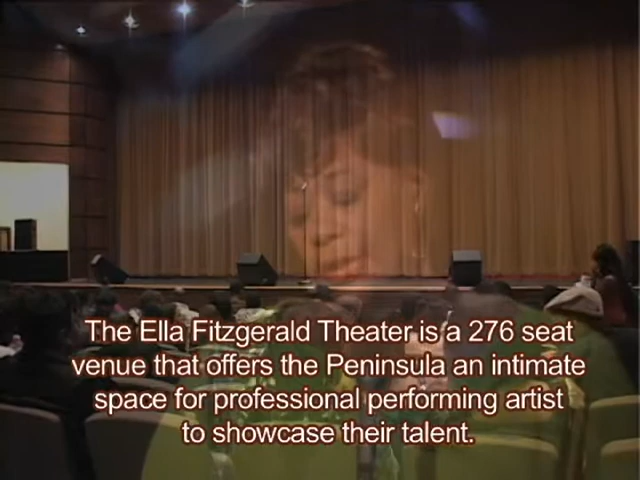 The Ella Fitzgerald Theater is a 276 seat
venue that offers the Peninsula an intimate
space for professional performing artist
to showcase their talent.